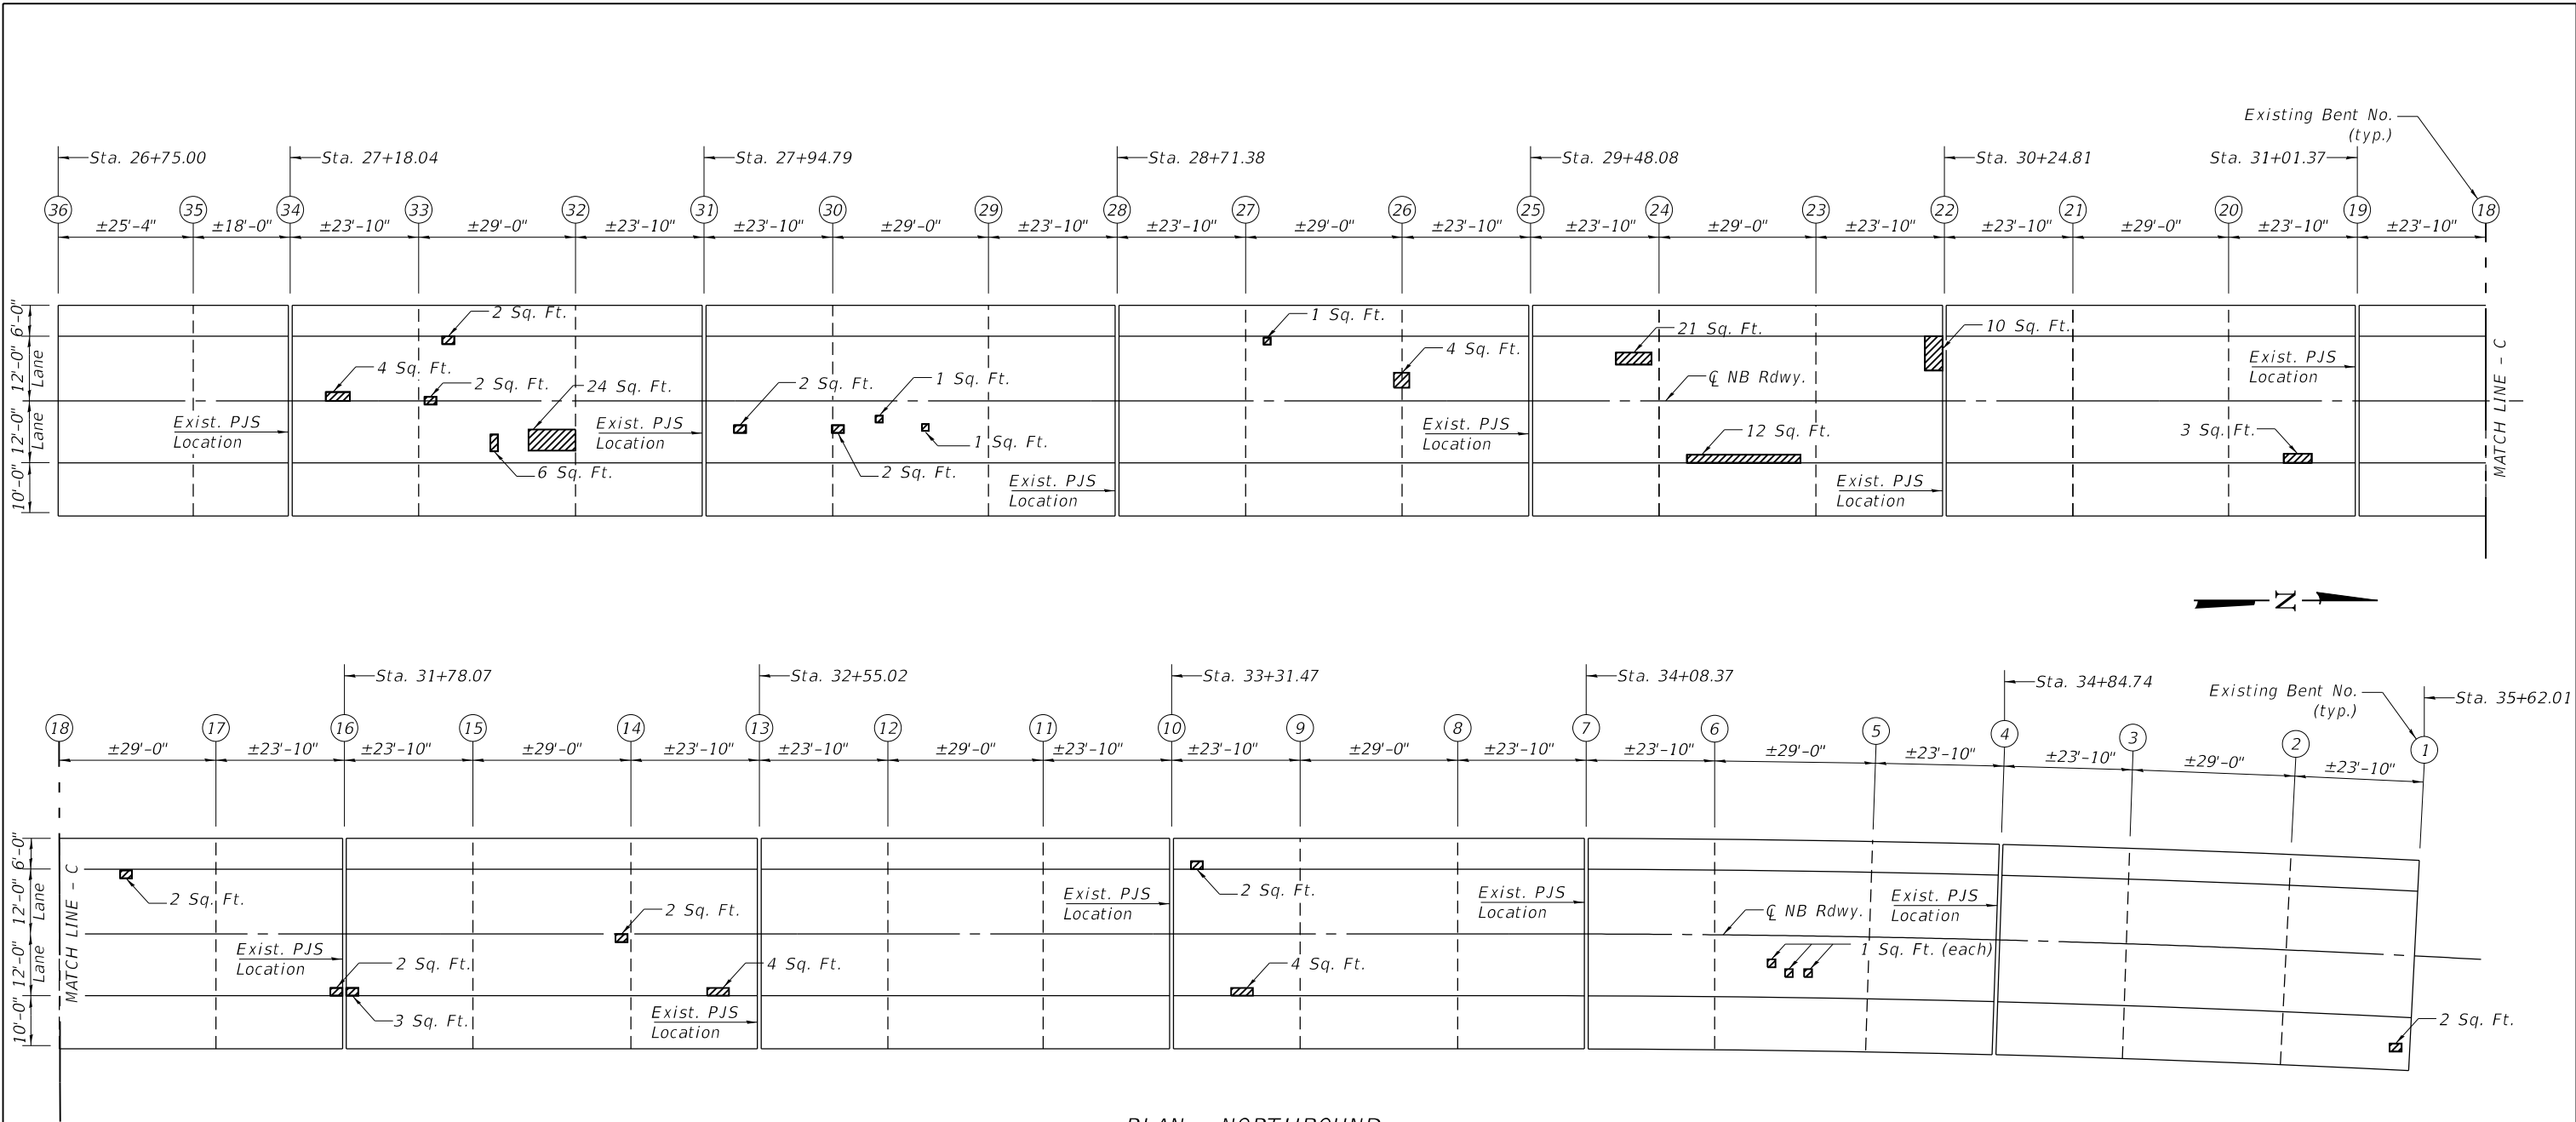 Existing Bent No.
(typ.)
Sta. 26+75.00
Sta. 27+18.04
Sta. 27+94.79
Sta. 28+71.38
Sta. 29+48.08
Sta. 30+24.81
Sta. 31+01.37
36 35 34 33 32 31 30 29 28 27 26 25 24 23 22 21 20 19 18
±25'-4" ±18'-0" ±23'-10" ±29'-0" ±23'-10" ±23'-10" ±29'-0" ±23'-10" ±23'-10" ±29'-0" ±23'-10" ±23'-10" ±29'-0" ±23'-10" ±23'-10" ±29'-0" ±23'-10" ±23'-10"
6'-0"
12'-0"
Lane
12'-0"
Lane
10'-0"
2 Sq. Ft.
4 Sq. Ft.
2 Sq. Ft.
24 Sq. Ft.
6 Sq. Ft.
Exist. PJS
Location
Exist. PJS
Location
2 Sq. Ft.
1 Sq. Ft.
1 Sq. Ft.
2 Sq. Ft.
Exist. PJS
Location
1 Sq. Ft.
4 Sq. Ft.
Exist. PJS
Location
21 Sq. Ft.
℄ NB Rdwy.
12 Sq. Ft.
10 Sq. Ft.
Exist. PJS
Location
Exist. PJS
Location
3 Sq. Ft.
MATCH LINE - C
N
Sta. 31+78.07
Sta. 32+55.02
Sta. 33+31.47
Sta. 34+08.37
Sta. 34+84.74
Existing Bent No.
(typ.)
Sta. 35+62.01
18 17 16 15 14 13 12 11 10 9 8 7 6 5 4 3 2 1
±29'-0" ±23'-10" ±23'-10" ±29'-0" ±23'-10" ±23'-10" ±29'-0" ±23'-10" ±23'-10" ±29'-0" ±23'-10" ±23'-10" ±29'-0" ±23'-10" ±23'-10" ±29'-0" ±23'-10"
6'-0"
12'-0"
Lane
12'-0"
Lane
10'-0"
MATCH LINE - C
2 Sq. Ft.
Exist. PJS
Location
2 Sq. Ft.
3 Sq. Ft.
2 Sq. Ft.
4 Sq. Ft.
Exist. PJS
Location
Exist. PJS
Location
2 Sq. Ft.
4 Sq. Ft.
Exist. PJS
Location
℄ NB Rdwy.
1 Sq. Ft. (each)
Exist. PJS
Location
2 Sq. Ft.
PLAN - NORTHBOUND